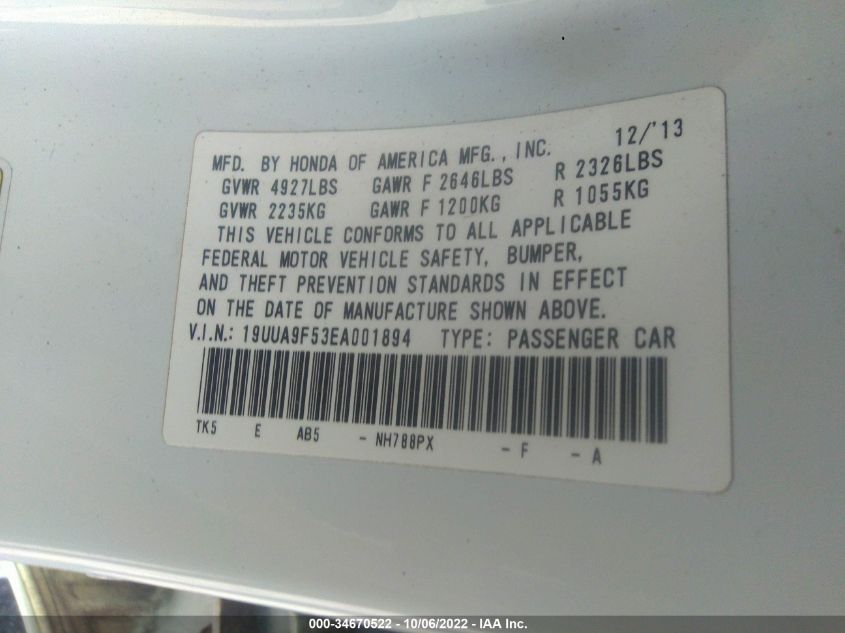 12/'13
MFD. BY HONDA OF AMERICA MFG., INC.
GVWR 4927LBS GAWR F 2646LBS R 2326LBS
GVWR 2235KG GAWR F 1200KG R 1055KG
THIS VEHICLE CONFORMS TO ALL APPLICABLE
FEDERAL MOTOR VEHICLE SAFETY, BUMPER,
AND THEFT PREVENTION STANDARDS IN EFFECT
ON THE DATE OF MANUFACTURE SHOWN ABOVE.
V.I.N.: 19UUA9F53EA001894 TYPE: PASSENGER CAR
TK5 E AB5 - NH788PX - F - A
000-34670522 - 10/06/2022 - IAA Inc.